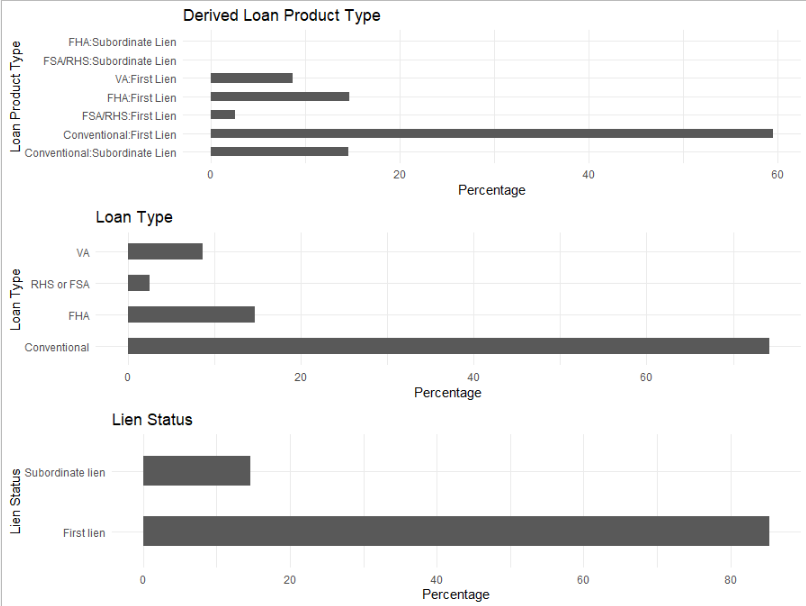 Derived Loan Product Type
Loan Product Type
FHA:Subordinate Lien
FSA/RHS:Subordinate Lien
VA:First Lien
FHA:First Lien
FSA/RHS:First Lien
Conventional:First Lien
Conventional:Subordinate Lien
0 20 40 60
Percentage
Loan Type
Loan Type
VA
RHS or FSA
FHA
Conventional
0 20 40 60
Percentage
Lien Status
Lien Status
Subordinate lien
First lien
0 20 40 60 80
Percentage